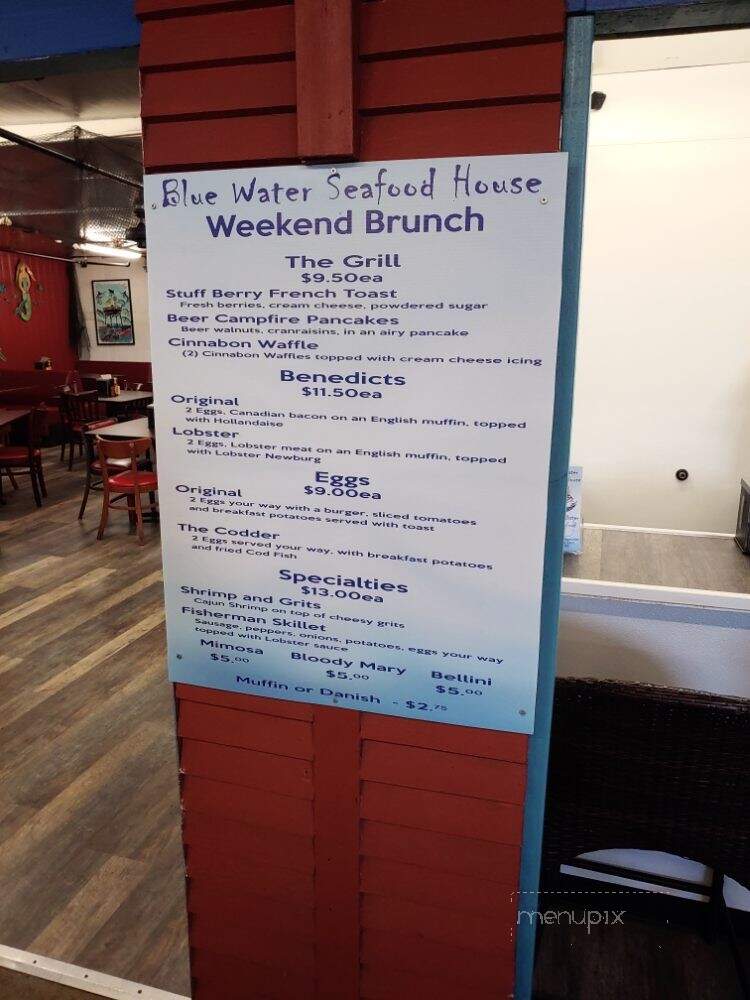 Blue Water Seafood House
Weekend Brunch
The Grill
$9.50ea
Stuff Berry French Toast
Fresh berries, cream cheese, powdered sugar
Beer Campfire Pancakes
Beer walnuts, cranraisins, in an airy pancake
Cinnabon Waffle
(2) Cinnabon Waffles topped with cream cheese icing
Benedicts
$11.50ea
Original
2 Eggs, Canadian bacon on an English muffin, topped
with Hollandaise
Lobster
2 Eggs, Lobster meat on an English muffin, topped
with Lobster Newburg
Eggs
$9.00ea
Original
2 Eggs your way with a burger, sliced tomatoes
and breakfast potatoes served with toast
The Codder
2 Eggs served your way, with breakfast potatoes
and fried Cod Fish
Specialties
$13.00ea
Shrimp and Grits
Cajun Shrimp on top of cheesy grits
Fisherman Skillet
Sausage, peppers, onions, potatoes, eggs your way
topped with Lobster sauce
Mimosa Bloody Mary Bellini
$5.00 $5.00 $5.00
Muffin or Danish - $2.75
menupix